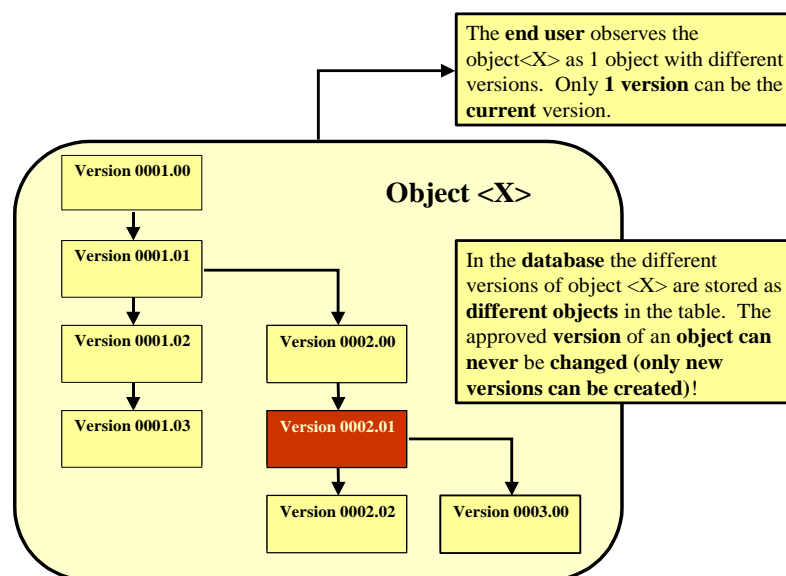 The end user observes the
object<X> as 1 object with different
versions.  Only 1 version can be the
current version.
Version 0001.00
Object <X>
Version 0001.01
In the database the different
versions of object <X> are stored as
different objects in the table.  The
approved version of an object can
never be changed (only new
versions can be created)!
Version 0001.02
Version 0002.00
Version 0001.03
Version 0002.01
Version 0002.02
Version 0003.00